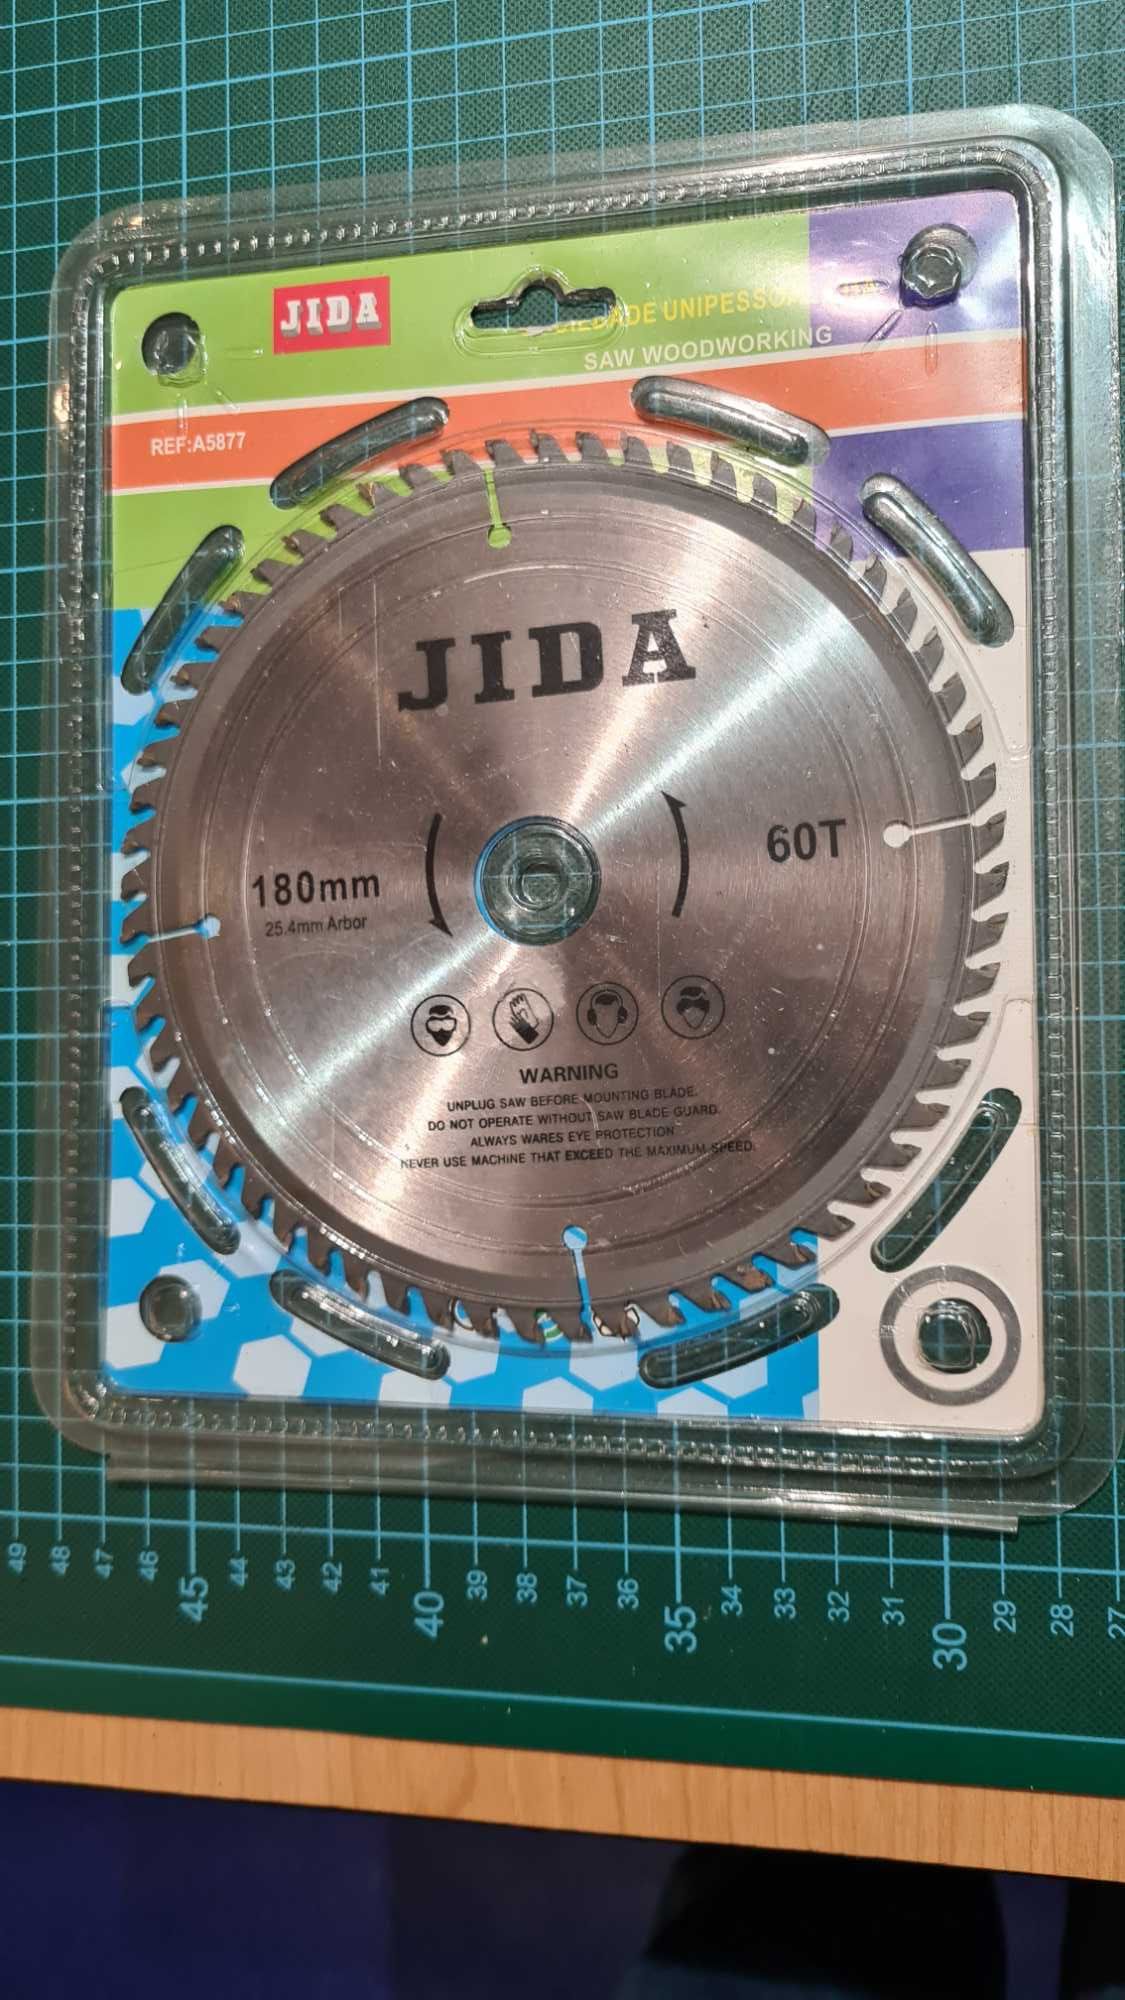 JIDA
UNIPESSOA
SAW WOODWORKING
REF:A5877
JIDA
180mm
25.4mm Arbor
60T
WARNING
UNPLUG SAW BEFORE MOUNTING BLADE.
DO NOT OPERATE WITHOUT SAW BLADE GUARD.
ALWAYS WARES EYE PROTECTION
NEVER USE MACHINE THAT EXCEED THE MAXIMUM SPEED.
49 48 47 46 45 44 43 42 41 40 39 38 37 36 35 34 33 32 31 30 29 28 27